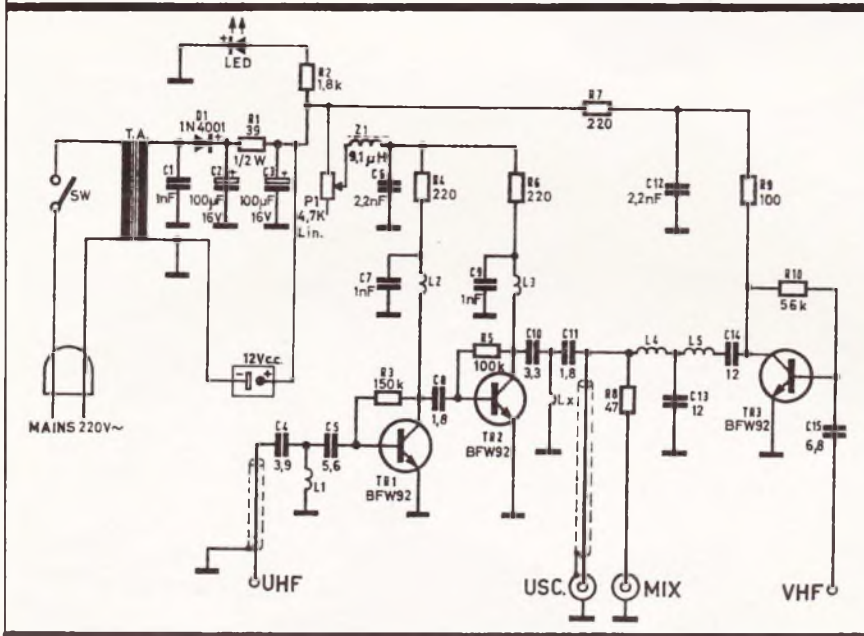 LED
R2
1,8k
R7
220
D1
1N4001
R1
39
1/2 W
T.A.
SW
C1
1nF
C2
100µF
16V
C3
100µF
16V
P1
4,7K
Lin.
Z1
9,1 µH
C6
2,2nF
R4
220
R6
220
C12
2,2nF
R9
100
R10
56k
C7
1nF
L2
C9
1nF
L3
12Vc.c.
MAINS 220V~
R3
150k
C8
1,8
R5
100k
C10
3,3
C11
1,8
Lx
L4
L5
C14
12
R8
47
C13
12
TR3
BFW92
C15
6,8
C4
3,9
C5
5,6
L1
TR1
BFW92
TR2
BFW92
UHF
USC.
MIX
VHF